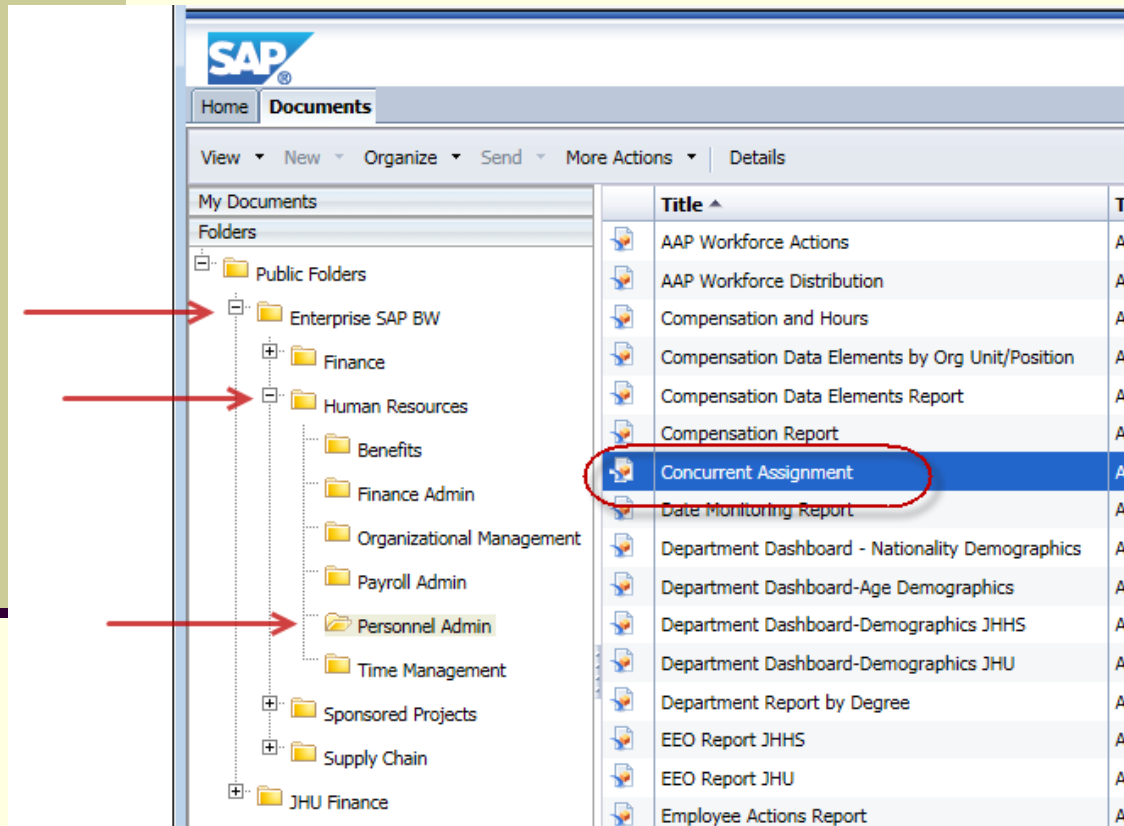 SAP®
Home Documents
View New Organize Send More Actions Details
My Documents
Folders
Public Folders
Enterprise SAP BW
Finance
Human Resources
Benefits
Finance Admin
Organizational Management
Payroll Admin
Personnel Admin
Time Management
Sponsored Projects
Supply Chain
JHU Finance
Title
AAP Workforce Actions
AAP Workforce Distribution
Compensation and Hours
Compensation Data Elements by Org Unit/Position
Compensation Data Elements Report
Compensation Report
Concurrent Assignment
Date Monitoring Report
Department Dashboard - Nationality Demographics
Department Dashboard-Age Demographics
Department Dashboard-Demographics JHHS
Department Dashboard-Demographics JHU
Department Report by Degree
EEO Report JHHS
EEO Report JHU
Employee Actions Report